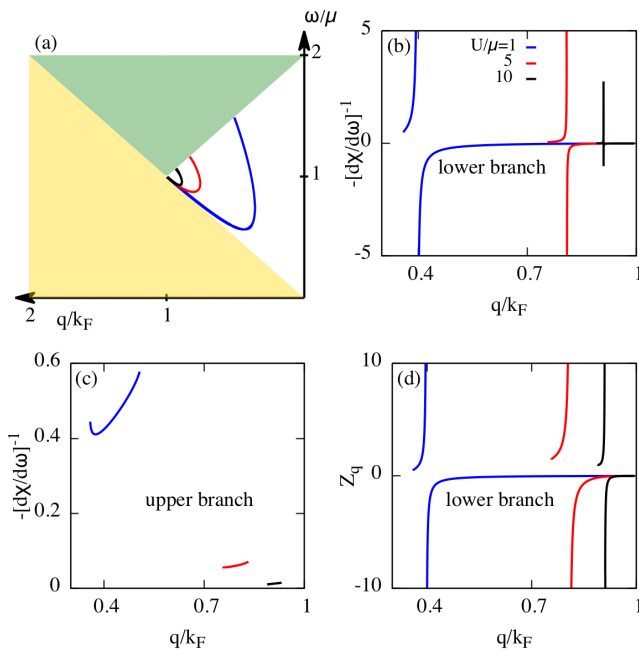 (a)
ω/μ
2
1
2
q/k_F
1
(b)
U/μ=1
5
10
5
0
-5
-[dχ/dω]⁻¹
lower branch
0.4
0.7
1
q/k_F
(c)
0.6
0.4
0.2
0
-[dχ/dω]⁻¹
upper branch
0.4
0.7
1
q/k_F
(d)
10
0
-10
Z_q
lower branch
0.4
0.7
1
q/k_F